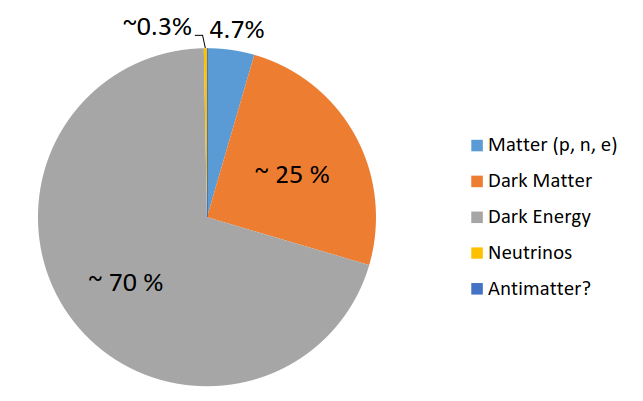 ~0.3% 4.7%
~ 25 %
~ 70 %
Matter (p, n, e)
Dark Matter
Dark Energy
Neutrinos
Antimatter?